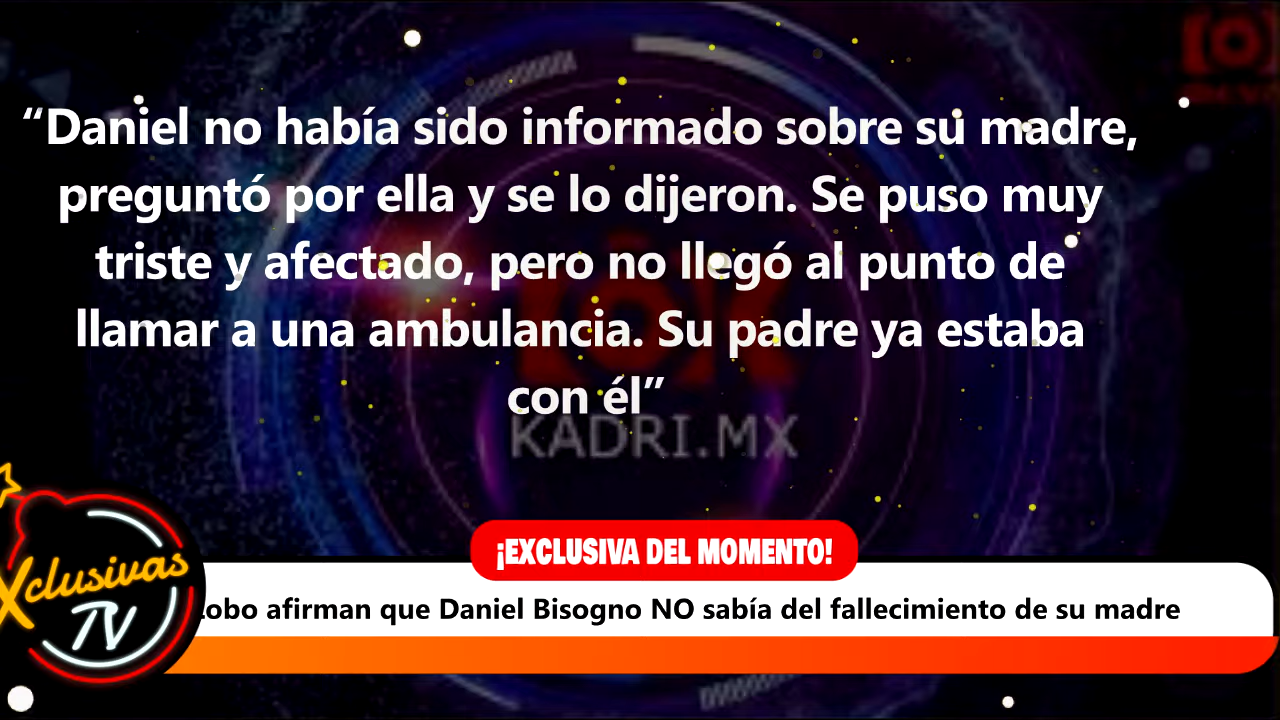 “Daniel no había sido informado sobre su madre,
preguntó por ella y se lo dijeron. Se puso muy
triste y afectado, pero no llegó al punto de
llamar a una ambulancia. Su padre ya estaba
con él”
KADRI.MX
¡EXCLUSIVA DEL MOMENTO!
Lobo afirman que Daniel Bisogno NO sabía del fallecimiento de su madre
Xclusivas
TV